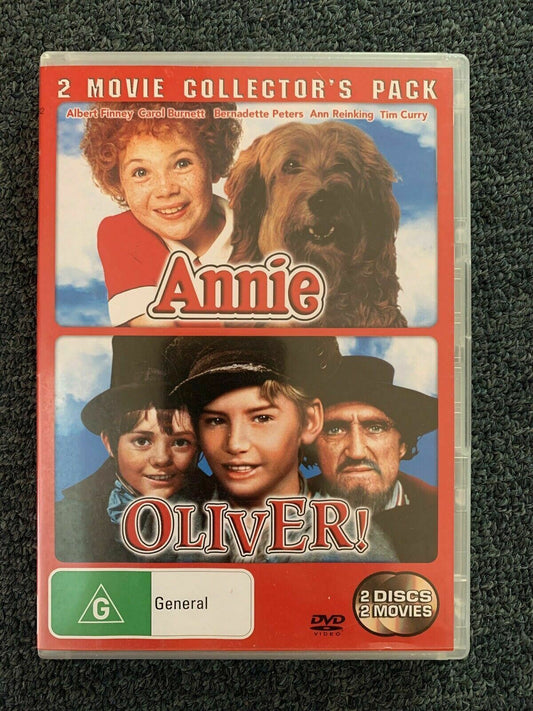 2 MOVIE COLLECTOR'S PACK
Albert Finney Carol Burnett Bernadette Peters Ann Reinking Tim Curry
Annie
OLIVER!
G
General
DVD
VIDEO
2 DISCS
2 MOVIES